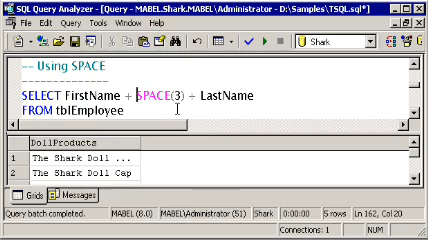 SQL Query Analyzer - [Query - MABEL.Shark.MABEL\Administrator - D:\Samples\TSQL.sql*]
File Edit Query Tools Window Help
Shark
-- Using SPACE
--------------
SELECT FirstName + SPACE(3) + LastName
FROM tblEmployee
DollProducts
1 The Shark Doll ...
2 The Shark Doll Cap
Grids Messages
Query batch completed. MABEL (8.0) MABEL\Administrator (51) Shark 0:00:00 5 rows Ln 162, Col 20
Connections: 1 NUM